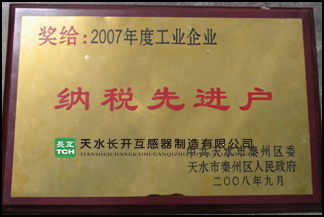 奖给：2007年度工业企业
纳税先进户
長互
TCH
天水长开互感器制造有限公司
TIANSHUICHANGKAIHUGANQIZHIZAO
中共天水市秦州区委
天水市秦州区人民政府
二00八年九月